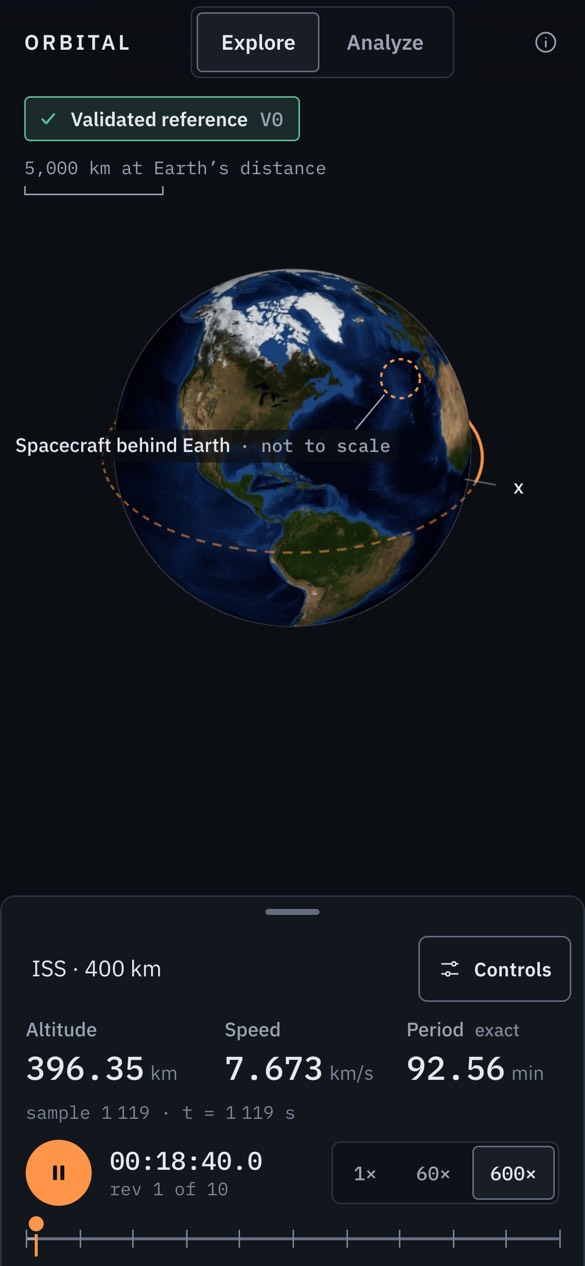 ORBITAL
Explore
Analyze
Validated reference V0
5,000 km at Earth’s distance
Spacecraft behind Earth · not to scale
x
ISS · 400 km
Controls
Altitude
Speed
Period exact
396.35 km
7.673 km/s
92.56 min
sample 1 119 · t = 1 119 s
00:18:40.0
rev 1 of 10
1×
60×
600×